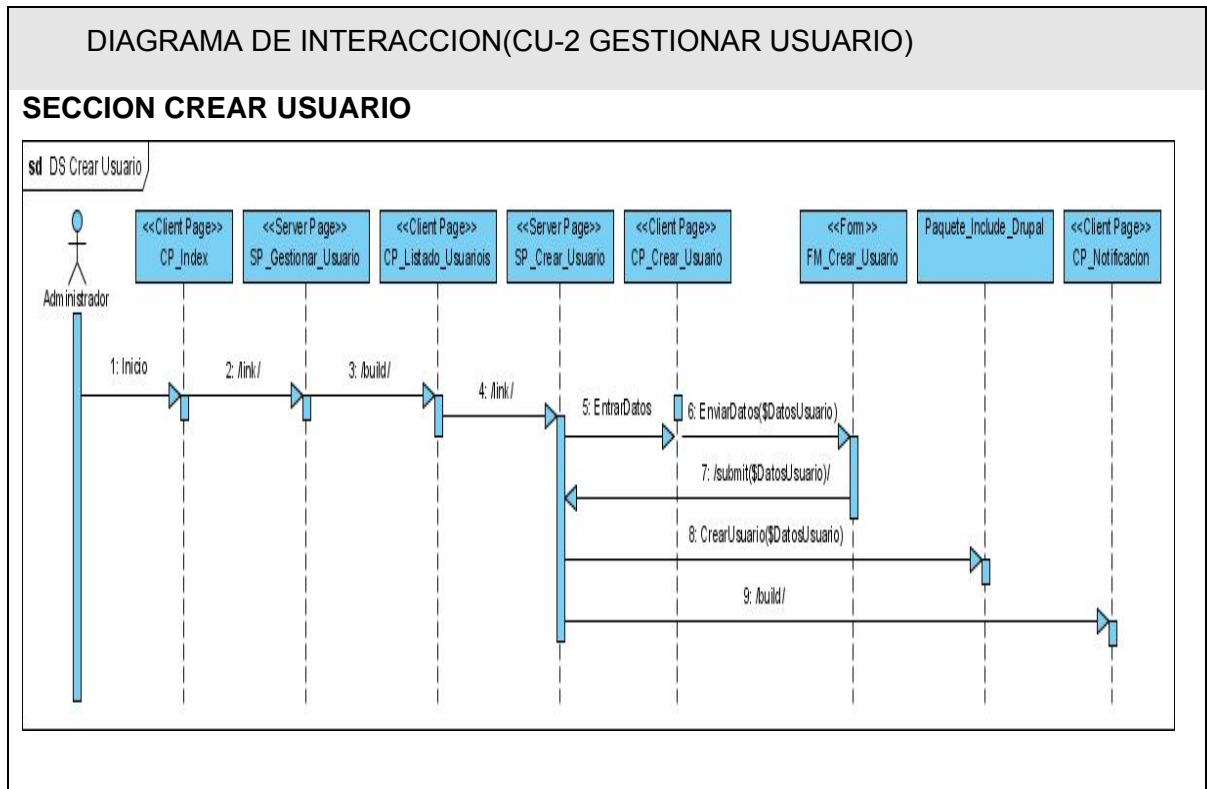 DIAGRAMA DE INTERACCION(CU-2 GESTIONAR USUARIO)
SECCION CREAR USUARIO
sd DS Crear Usuario
Administrador
<<Client Page>>
CP_Index
<<Server Page>>
SP_Gestionar_Usuario
<<Client Page>>
CP_Listado_Usuariois
<<Server Page>>
SP_Crear_Usuario
<<Client Page>>
CP_Crear_Usuario
<<Form>>
FM_Crear_Usuario
Paquete_Include_Drupal
<<Client Page>>
CP_Notificacion
1: Inicio
2: /link/
3: /build/
4: /link/
5: EntrarDatos
6: EnviarDatos($DatosUsuario)
7: /submit($DatosUsuario)/
8: CrearUsuario($DatosUsuario)
9: /build/